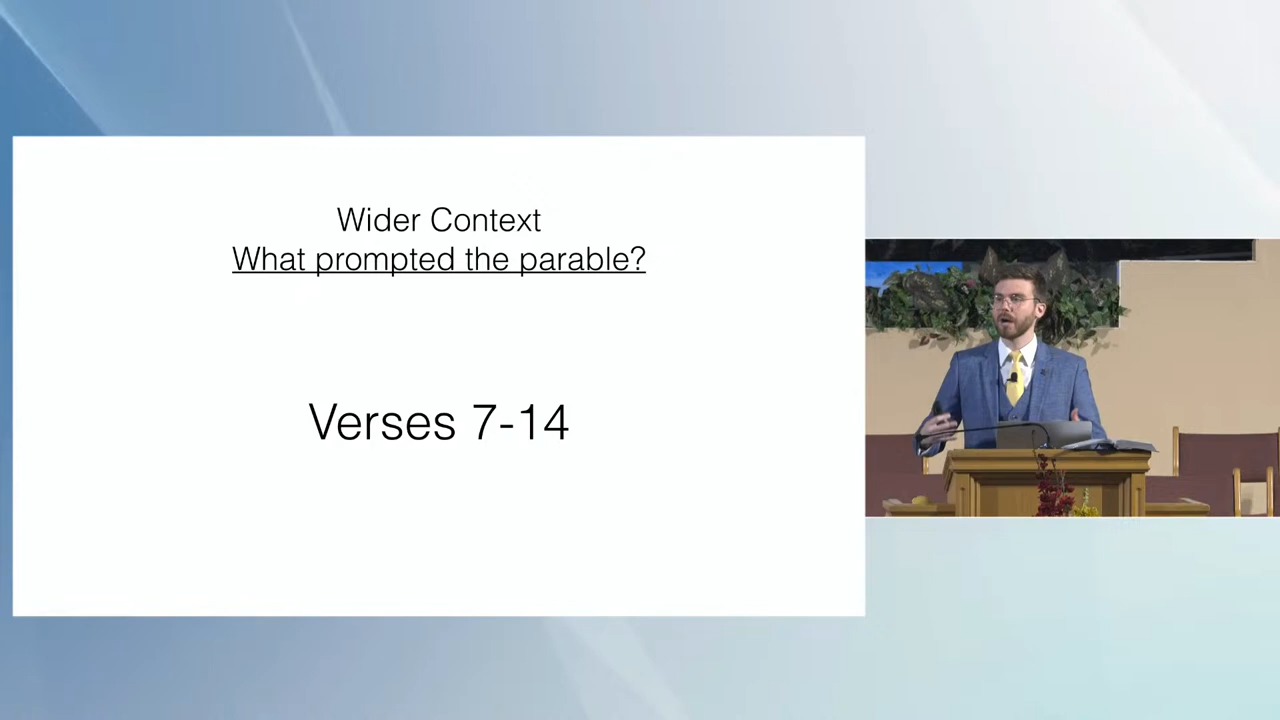 Wider Context
What prompted the parable?
Verses 7-14